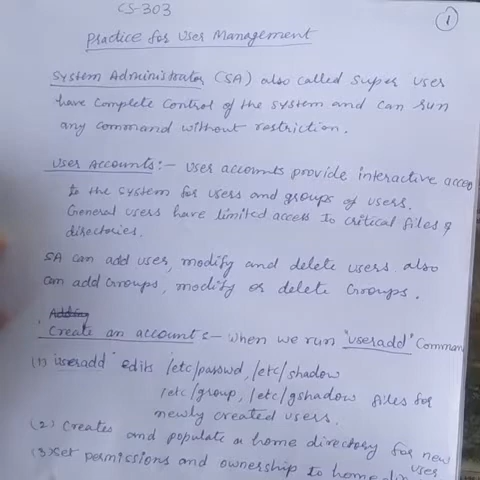 CS-303
1
Practice for User Management
System Administrator (SA) also called Super User
have complete control of the system and can run
any command without restriction.
User Accounts:- User accounts provide interactive acces
to the system for users and groups of users.
General users have limited access to critical files &
directories.
SA can add user, modify and delete users. also
can add Groups, modify or delete Groups.
Adding
Create an account:- When we run "useradd" Comman
(1) "useradd" edits /etc/passwd, /etc/shadow
/etc/group, /etc/gshadow files for
newly created users.
(2) Creates and populate a home directory for new
user
(3) Set permissions and ownership to home